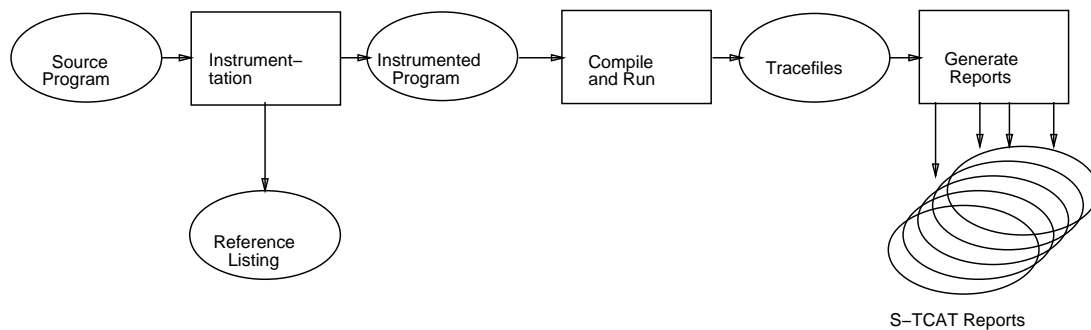 Source
Program
Instrument–
tation
Instrumented
Program
Compile
and Run
Tracefiles
Generate
Reports
Reference
Listing
S–TCAT Reports